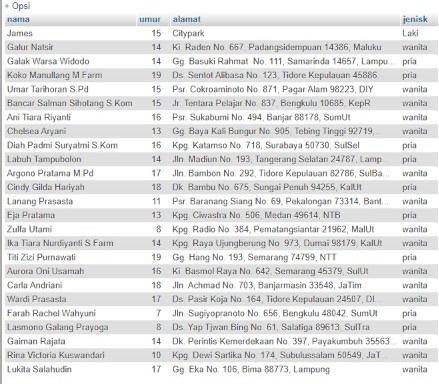 + Opsi
nama umur alamat jenisk
James 15 Citypark Laki
Galur Natsir 14 Ki. Raden No. 667, Padangsidempuan 14386, Maluku wanita
Galak Warsa Widodo 14 Gg. Basuki Rahmat No. 111, Samarinda 14657, Lampu... pria
Koko Manullang M.Farm 19 Ds. Sentot Alibasa No. 123, Tidore Kepulauan 45886... pria
Umar Tarihoran S.Pd 15 Psr. Cokroaminoto No. 871, Pagar Alam 98223, DIY wanita
Bancar Salman Sihotang S.Kom 15 Jr. Tentara Pelajar No. 837, Bengkulu 10685, KepR wanita
Ani Tiara Riyanti 16 Psr. Sukabumi No. 494, Banjar 88178, SumUt wanita
Chelsea Aryani 13 Gg. Baya Kali Bungur No. 905, Tebing Tinggi 92719,... wanita
Diah Padmi Suryatmi S.Kom 16 Kpg. Katamso No. 718, Surabaya 50730, SulSel pria
Labuh Tampubolon 14 Jln. Madiun No. 193, Tangerang Selatan 24787, Lamp... pria
Argono Pratama M.Pd 17 Jln. Bambon No. 292, Tidore Kepulauan 82786, SulBa... wanita
Cindy Gilda Hariyah 18 Dk. Bambu No. 675, Sungai Penuh 94255, KalUt pria
Lanang Prasasta 11 Psr. Baranang Siang No. 69, Pekalongan 73314, Bant... wanita
Eja Pratama 13 Kpg. Ciwastra No. 506, Medan 49614, NTB pria
Zulfa Utami 8 Kpg. Radio No. 384, Pematangsiantar 21962, MalUt wanita
Ika Tiara Nurdiyanti S.Farm 14 Kpg. Raya Ujungberung No. 973, Dumai 98179, KalUt wanita
Titi Zizi Purnawati 19 Gg. Hang No. 193, Semarang 74799, NTT pria
Aurora Oni Usamah 16 Ki. Basmol Raya No. 642, Semarang 45379, SulUt wanita
Carla Andriani 18 Jln. Achmad No. 703, Banjarmasin 33548, JaTim wanita
Wardi Prasasta 17 Ds. Pasir Koja No. 164, Tidore Kepulauan 24507, DI... wanita
Farah Rachel Wahyuni 7 Jln. Sugiyopranoto No. 656, Bengkulu 48042, SumUt pria
Lasmono Galang Prayoga 8 Ds. Yap Tjwan Bing No. 61, Salatiga 89613, SulTra pria
Gaiman Rajata 14 Dk. Perintis Kemerdekaan No. 397, Payakumbuh 35563... wanita
Rina Victoria Kuswandari 10 Kpg. Dewi Sartika No. 174, Subulussalam 50549, JaT... wanita
Lukita Salahudin 17 Gg. Eka No. 106, Bima 88773, Lampung wanita